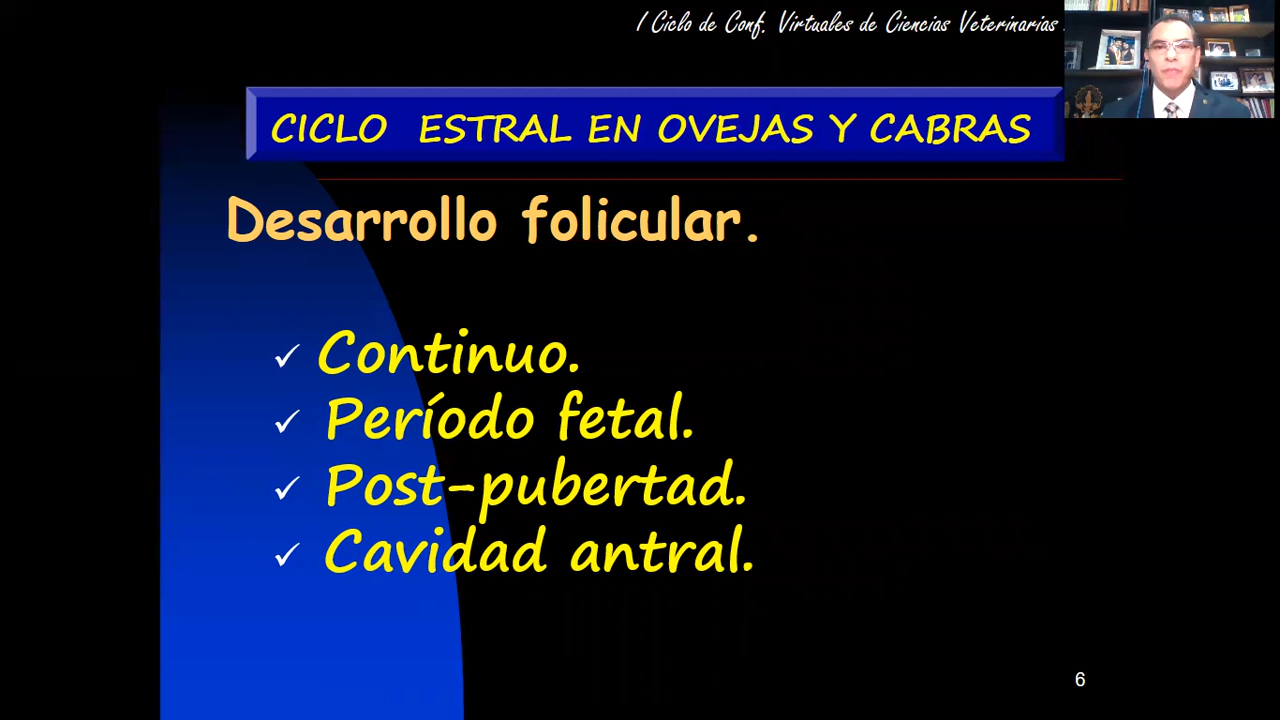 I Ciclo de Conf. Virtuales de Ciencias Veterinarias
CICLO ESTRAL EN OVEJAS Y CABRAS
Desarrollo folicular.
✓ Continuo.
✓ Período fetal.
✓ Post-pubertad.
✓ Cavidad antral.
6